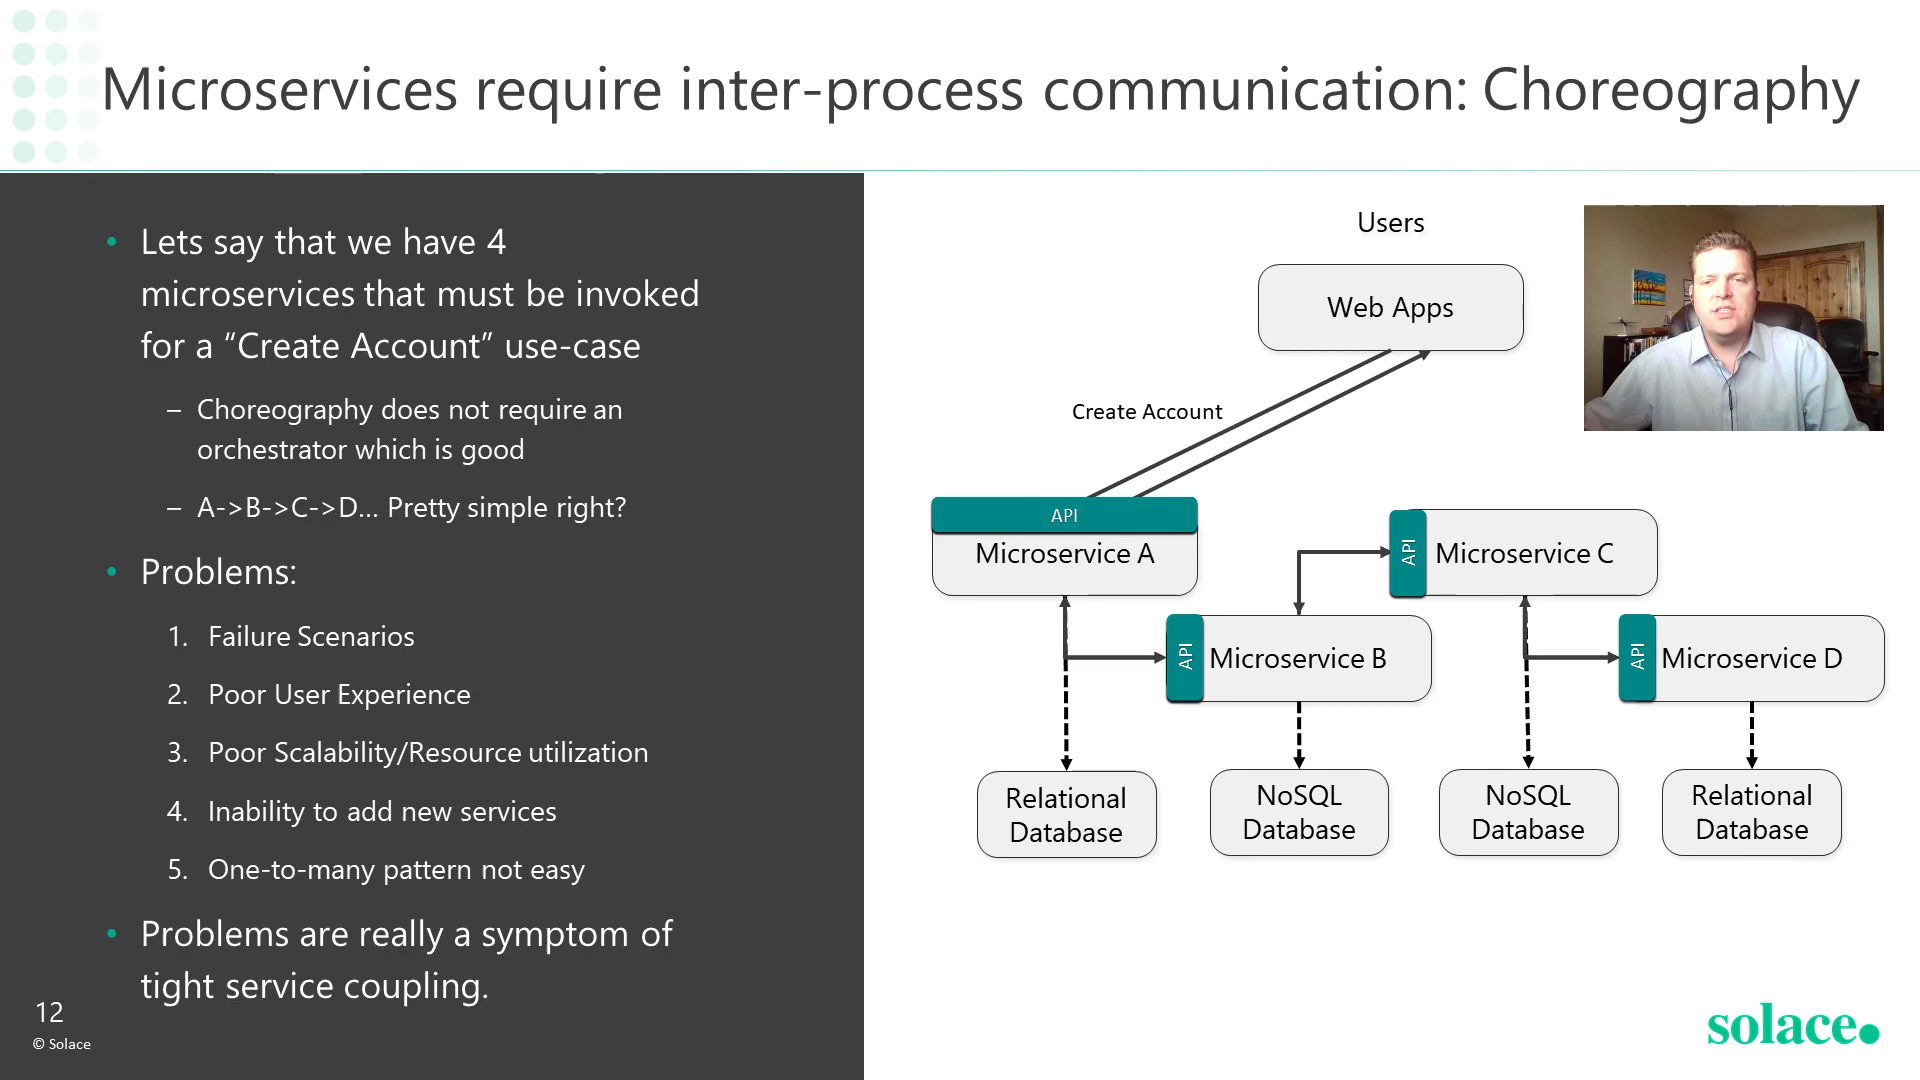 Microservices require inter-process communication: Choreography
• Lets say that we have 4
microservices that must be invoked
for a “Create Account” use-case
– Choreography does not require an
orchestrator which is good
– A->B->C->D... Pretty simple right?
• Problems:
1. Failure Scenarios
2. Poor User Experience
3. Poor Scalability/Resource utilization
4. Inability to add new services
5. One-to-many pattern not easy
• Problems are really a symptom of
tight service coupling.
12
© Solace
Users
Web Apps
Create Account
API
Microservice A
API
Microservice C
API
Microservice B
API
Microservice D
Relational
Database
NoSQL
Database
NoSQL
Database
Relational
Database
solace.